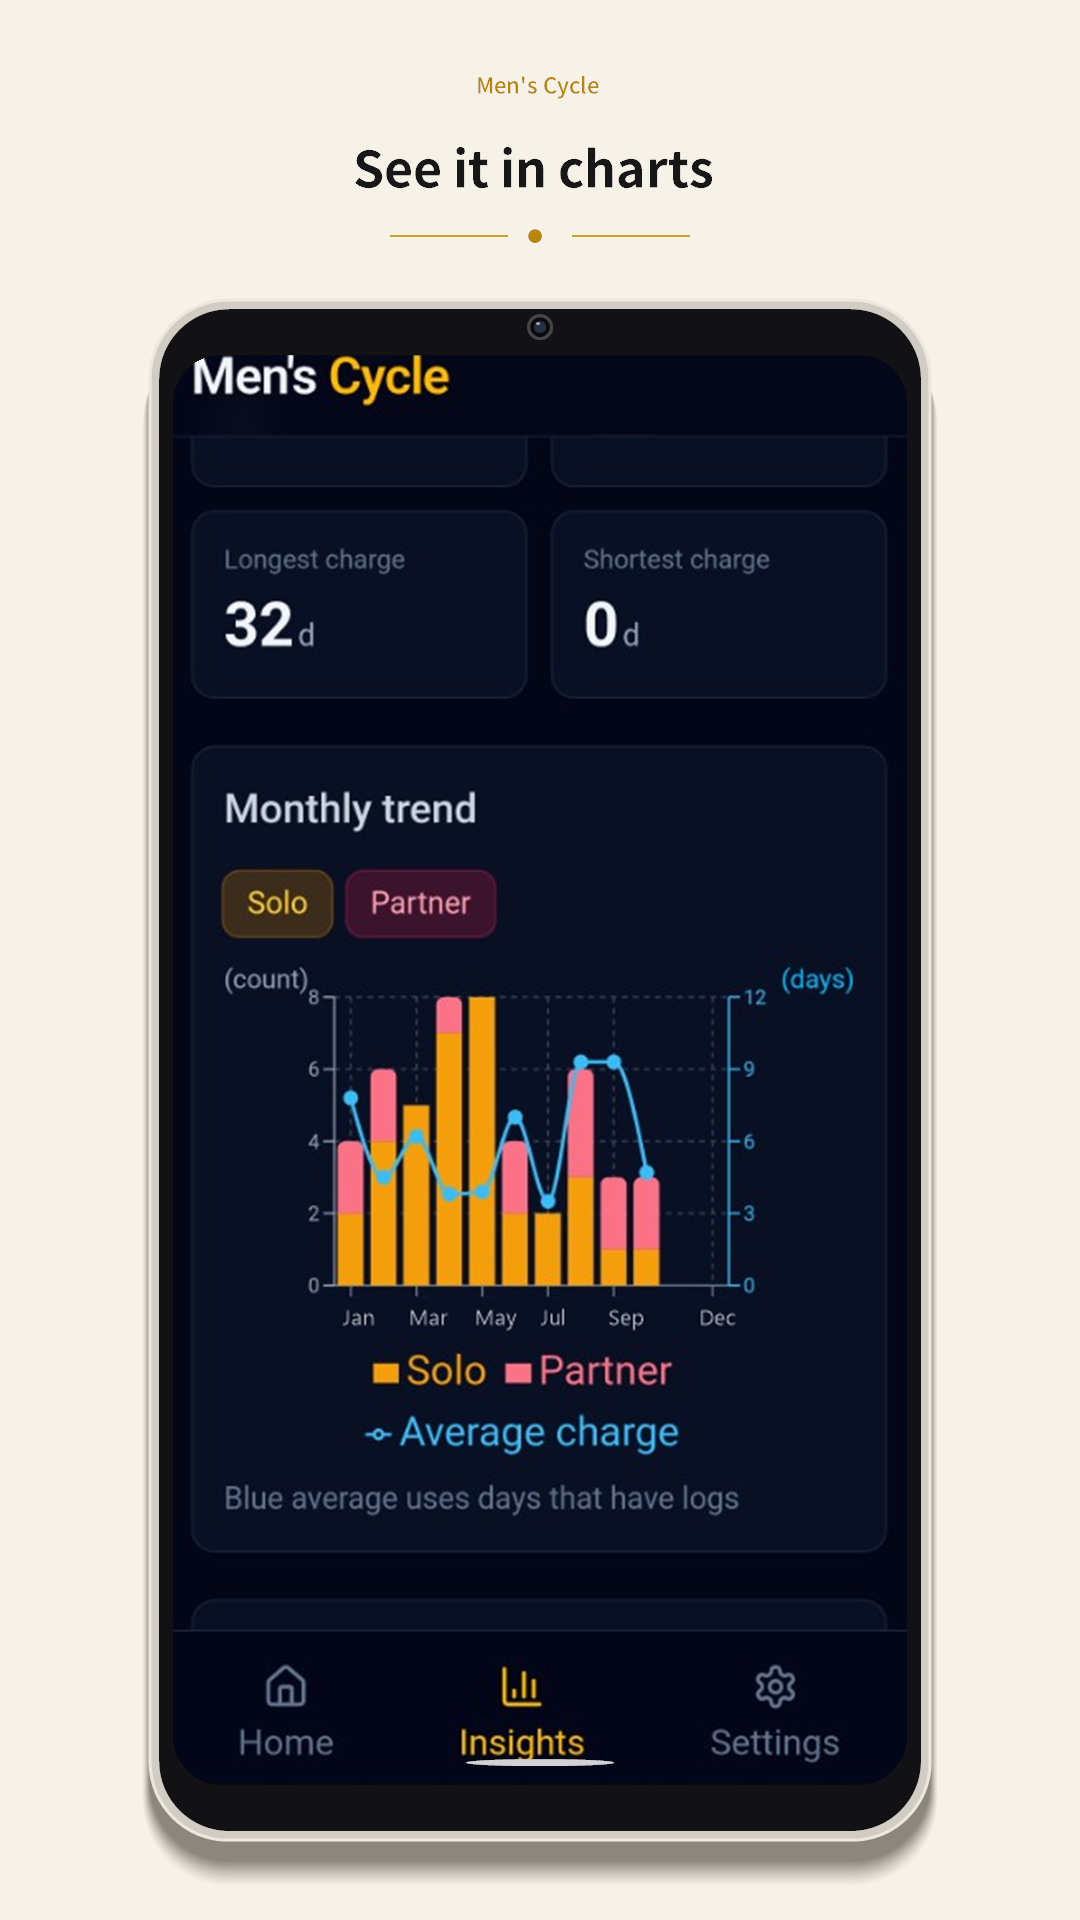 Men's Cycle
See it in charts
Men's Cycle
Longest charge
32 d
Shortest charge
0 d
Monthly trend
Solo Partner
(count) (days)
8 12
6 9
4 6
2 3
0 0
Jan Mar May Jul Sep Dec
Solo Partner
Average charge
Blue average uses days that have logs
Home Insights Settings